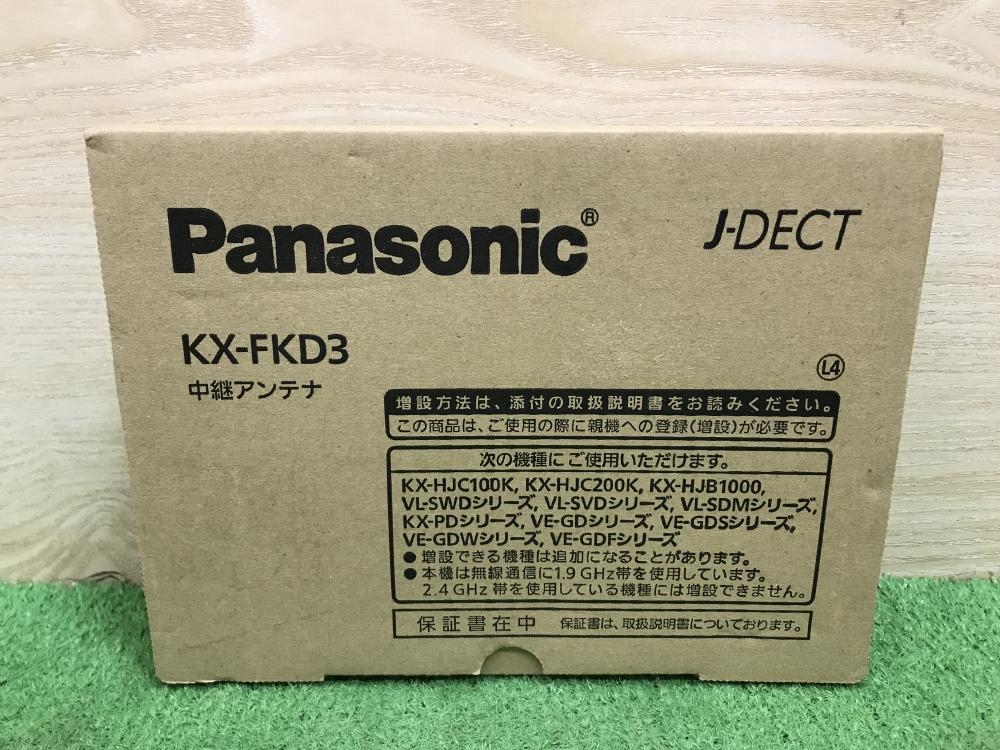 Panasonic®
J-DECT
KX-FKD3
中継アンテナ
L4
増設方法は、添付の取扱説明書をお読みください。
この商品は、ご使用の際に親機への登録(増設)が必要です。
次の機種にご使用いただけます。
KX-HJC100K, KX-HJC200K, KX-HJB1000,
VL-SWDシリーズ, VL-SVDシリーズ, VL-SDMシリーズ,
KX-PDシリーズ, VE-GDシリーズ, VE-GDSシリーズ,
VE-GDWシリーズ, VE-GDFシリーズ
●増設できる機種は追加になることがあります。
●本機は無線通信に1.9 GHz帯を使用しています。
2.4 GHz 帯を使用している機種には増設できません。
保証書在中 保証書は、取扱説明書についております。